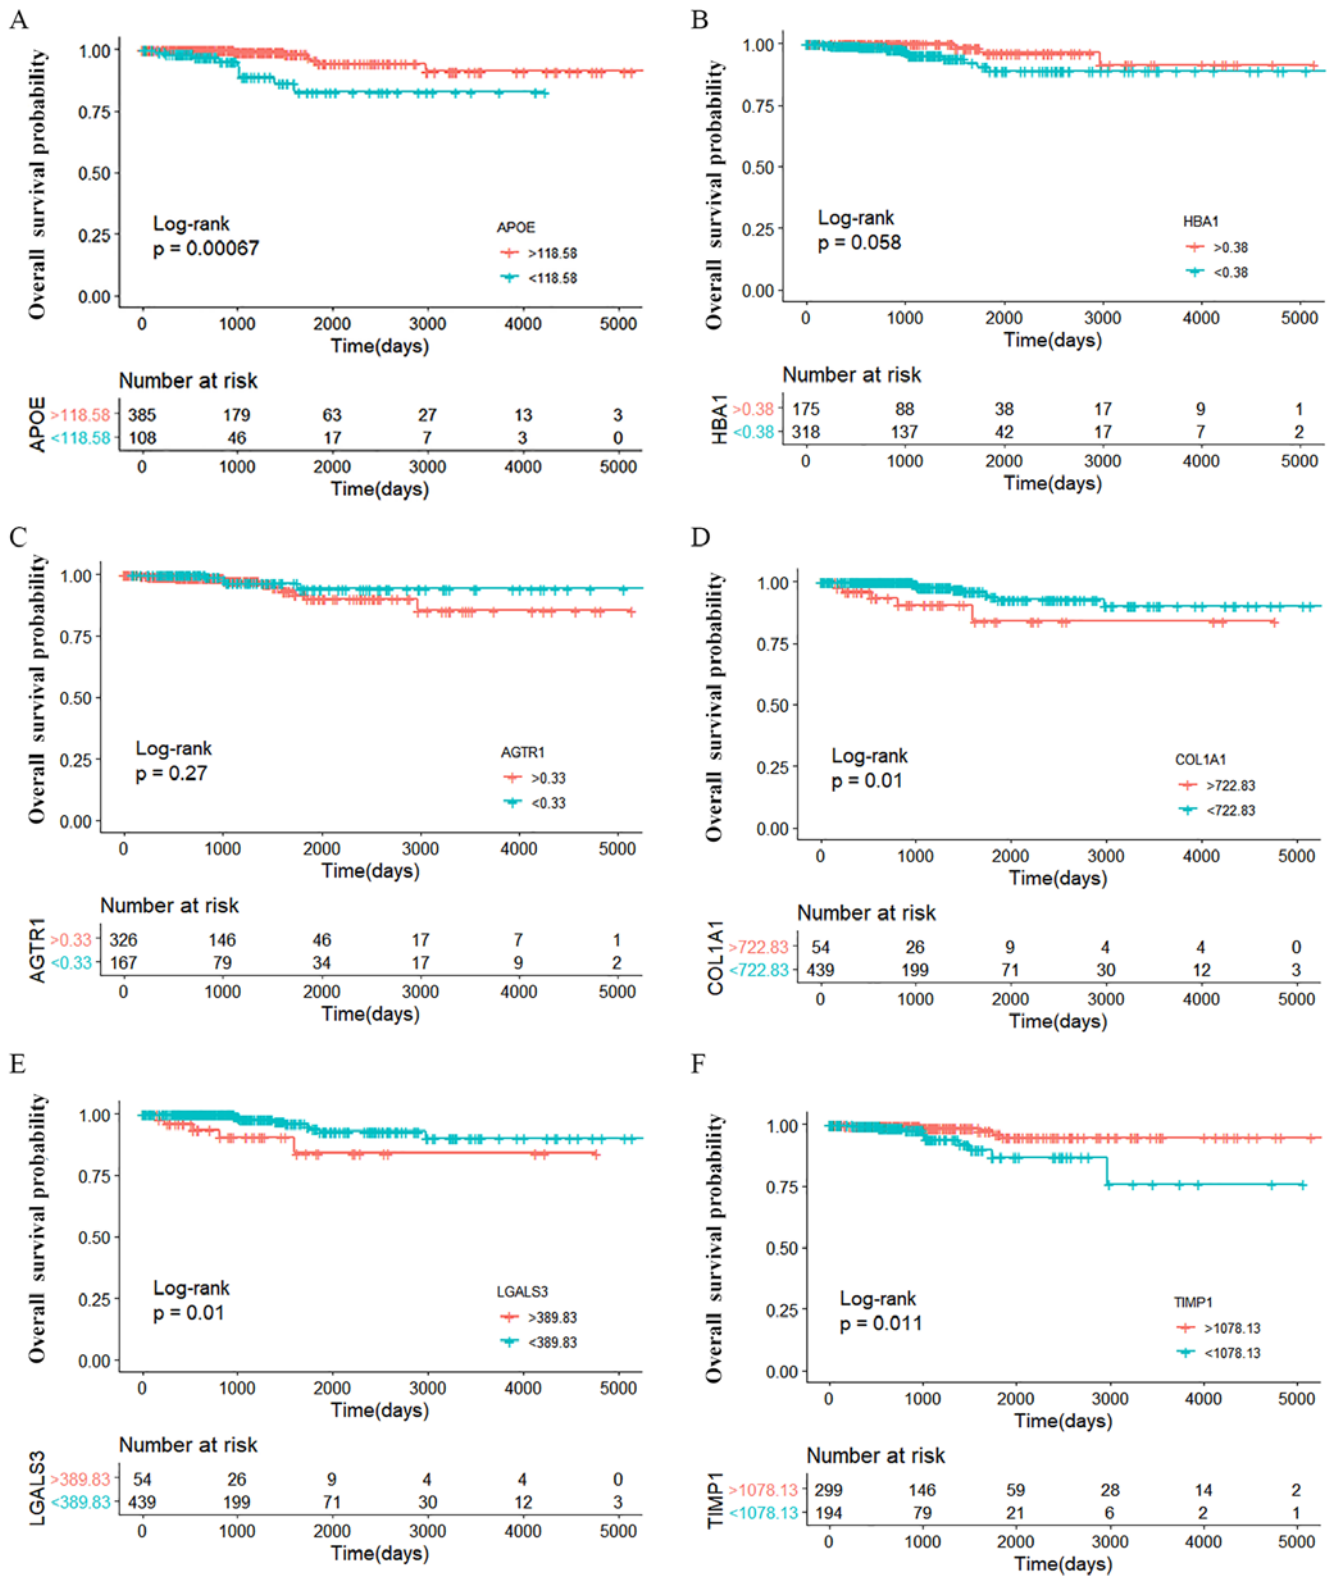 A
Overall survival probability
1.00
0.75
0.50
0.25
0.00
Log-rank
p = 0.00067
APOE
>118.58
<118.58
0 1000 2000 3000 4000 5000
Time(days)
Number at risk
APOE
>118.58 385 179 63 27 13 3
<118.58 108 46 17 7 3 0
0 1000 2000 3000 4000 5000
Time(days)
B
Overall survival probability
1.00
0.75
0.50
0.25
0.00
Log-rank
p = 0.058
HBA1
>0.38
<0.38
0 1000 2000 3000 4000 5000
Time(days)
Number at risk
HBA1
>0.38 175 88 38 17 9 1
<0.38 318 137 42 17 7 2
0 1000 2000 3000 4000 5000
Time(days)
C
Overall survival probability
1.00
0.75
0.50
0.25
0.00
Log-rank
p = 0.27
AGTR1
>0.33
<0.33
0 1000 2000 3000 4000 5000
Time(days)
Number at risk
AGTR1
>0.33 326 146 46 17 7 1
<0.33 167 79 34 17 9 2
0 1000 2000 3000 4000 5000
Time(days)
D
Overall survival probability
1.00
0.75
0.50
0.25
0.00
Log-rank
p = 0.01
COL1A1
>722.83
<722.83
0 1000 2000 3000 4000 5000
Time(days)
Number at risk
COL1A1
>722.83 54 26 9 4 4 0
<722.83 439 199 71 30 12 3
0 1000 2000 3000 4000 5000
Time(days)
E
Overall survival probability
1.00
0.75
0.50
0.25
0.00
Log-rank
p = 0.01
LGALS3
>389.83
<389.83
0 1000 2000 3000 4000 5000
Time(days)
Number at risk
LGALS3
>389.83 54 26 9 4 4 0
<389.83 439 199 71 30 12 3
0 1000 2000 3000 4000 5000
Time(days)
F
Overall survival probability
1.00
0.75
0.50
0.25
0.00
Log-rank
p = 0.011
TIMP1
>1078.13
<1078.13
0 1000 2000 3000 4000 5000
Time(days)
Number at risk
TIMP1
>1078.13 299 146 59 28 14 2
<1078.13 194 79 21 6 2 1
0 1000 2000 3000 4000 5000
Time(days)